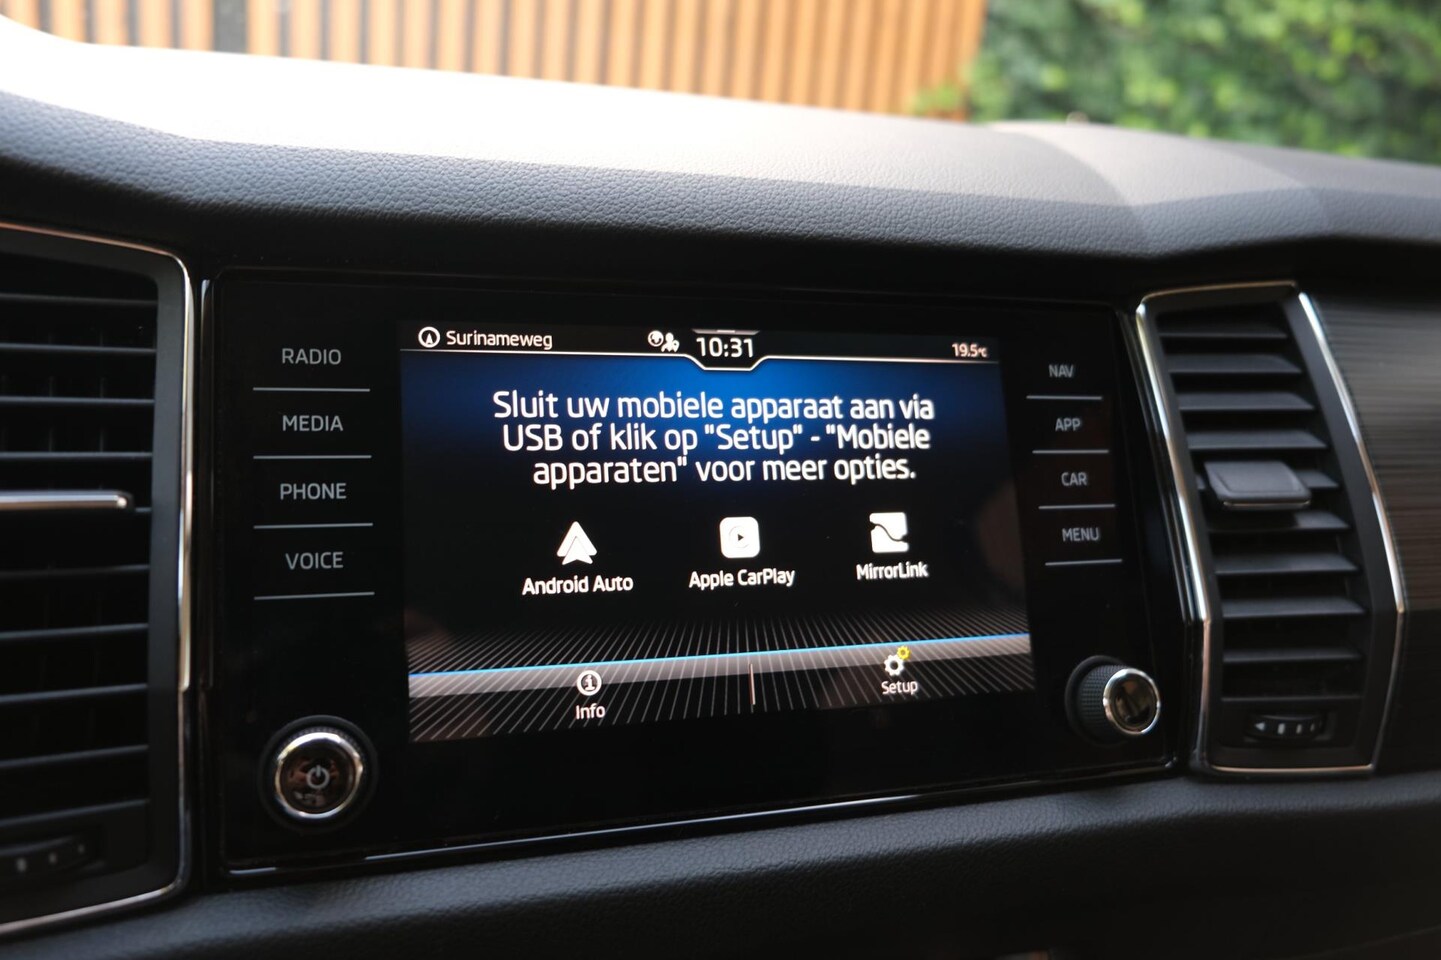 Surinameweg
10:31
19.5°C
RADIO
MEDIA
PHONE
VOICE
Sluit uw mobiele apparaat aan via
USB of klik op "Setup" - "Mobiele
apparaten" voor meer opties.
Android Auto
Apple CarPlay
MirrorLink
Info
Setup
NAV
APP
CAR
MENU